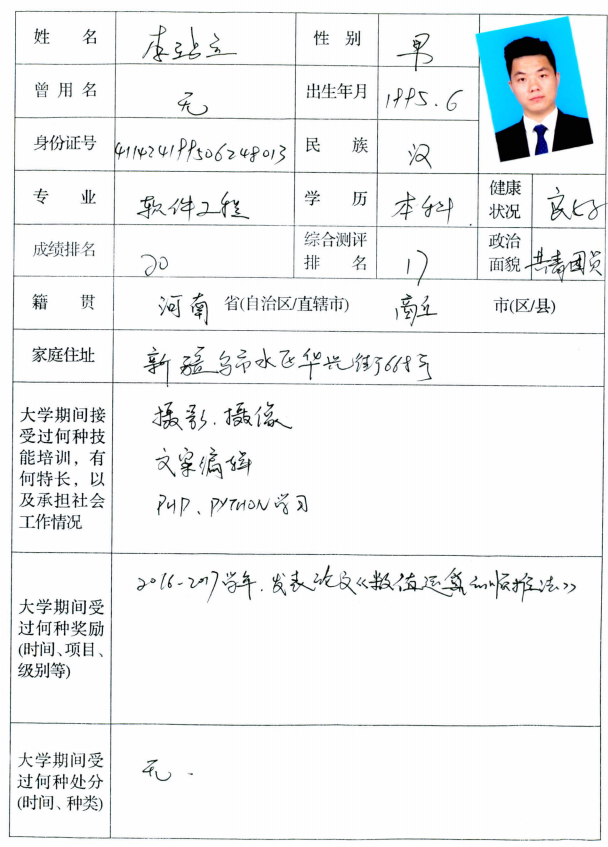 姓 名 李站立 性 别 男
曾 用 名 无 出生年月 1995.6
身份证号 411424199506248013 民 族 汉
专 业 软件工程 学 历 本科 健康状况 良好
成绩排名 20 综合测评排 名 17 政治面貌 共青团员
籍 贯 河南 省(自治区/直辖市) 商丘 市(区/县)
家庭住址 新疆乌市水区华兴街668号
大学期间接
受过何种技
能培训，有
何特长，以
及承担社会
工作情况
摄影、摄像
文案编辑
PHP、PYTHON学习
大学期间受
过何种奖励
(时间、项目、
级别等)
2016-2017学年，发表论文《数值运算 顺推法》
大学期间受
过何种处分
(时间、种类)
无.